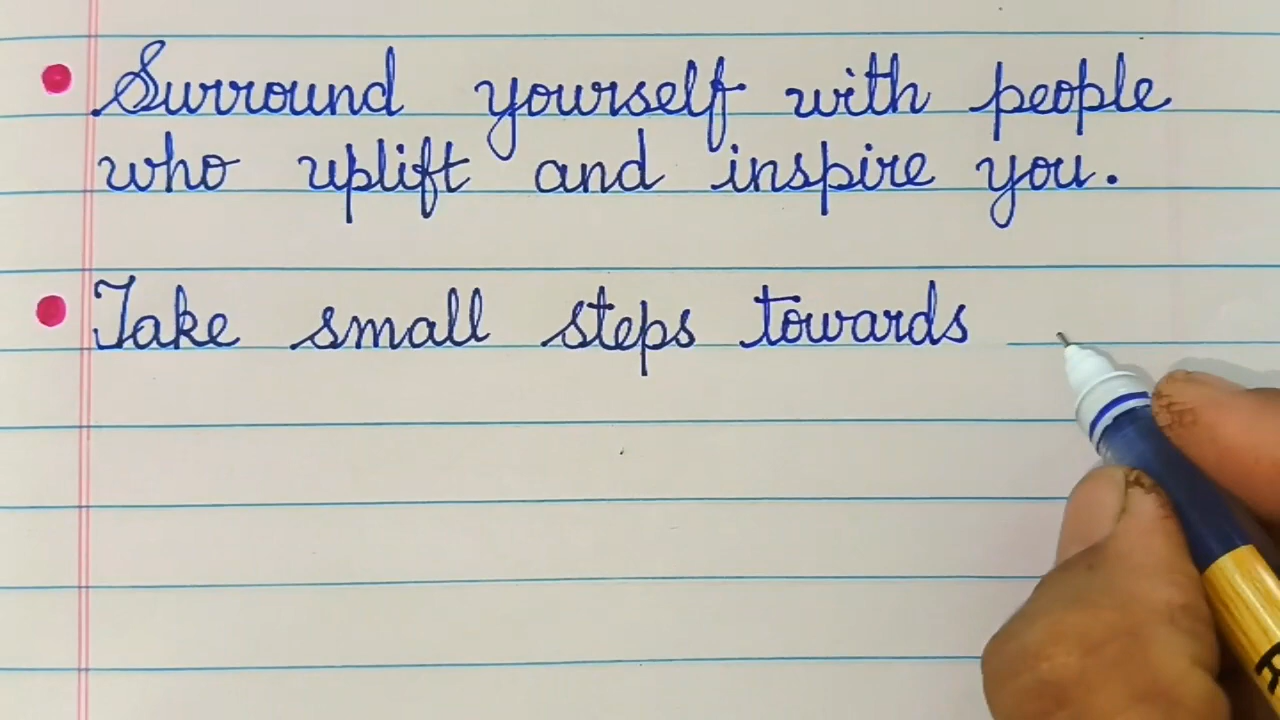 Surround yourself with people
who uplift and inspire you.
Take small steps towards